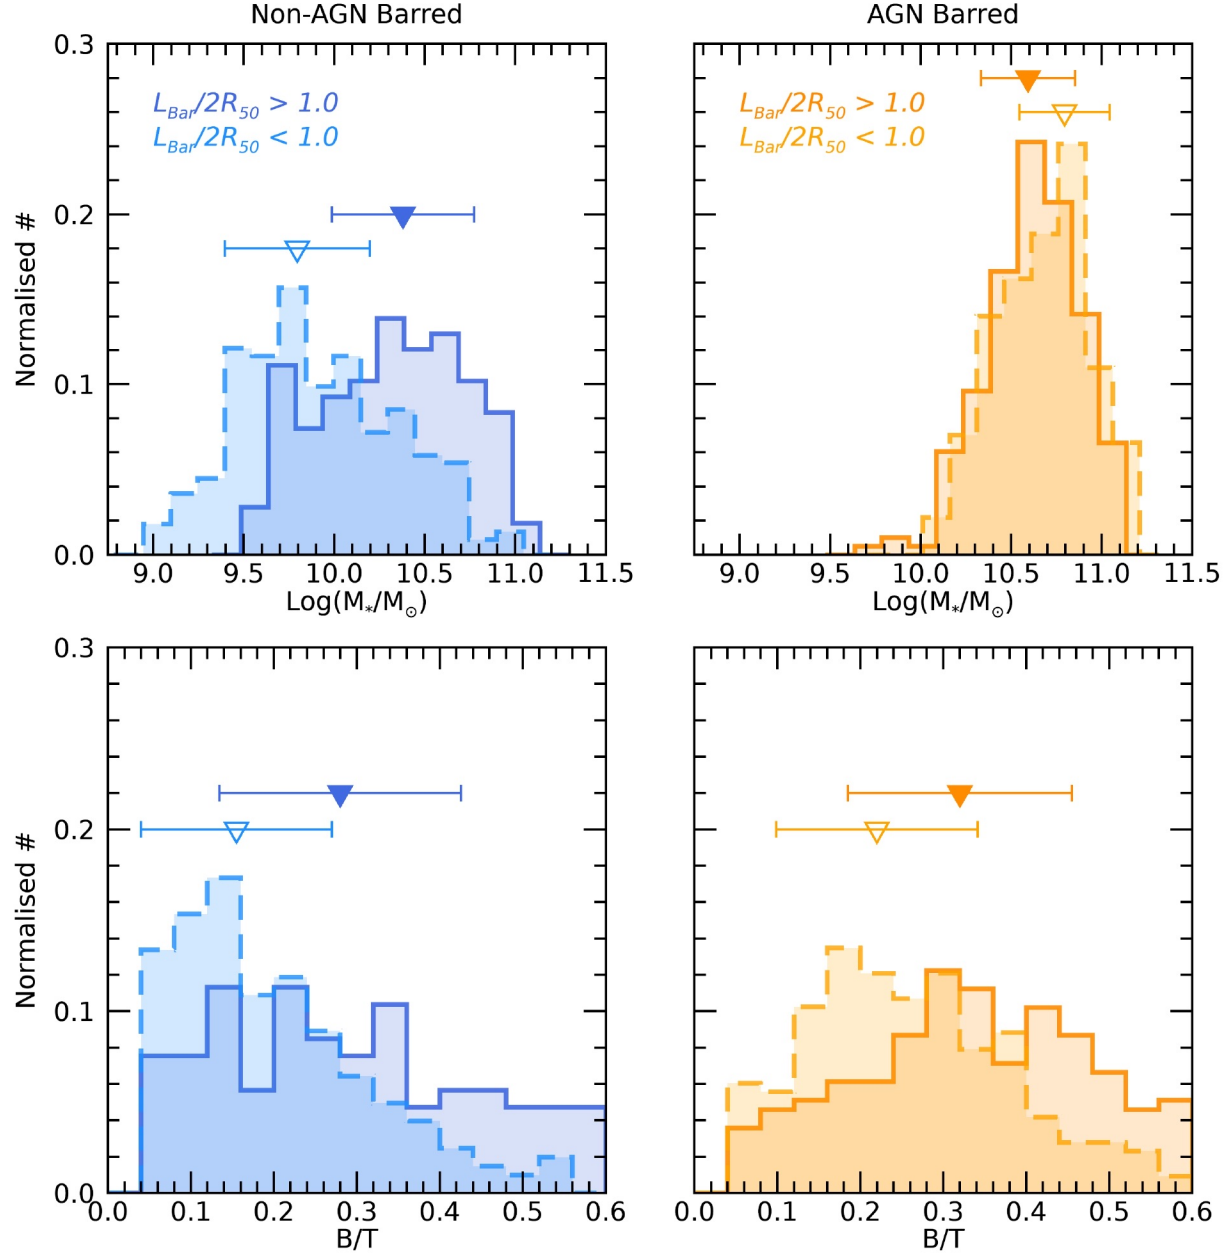 Non-AGN Barred
AGN Barred
0.3
0.2
0.1
0.0
Normalised #
L_Bar/2R_50 > 1.0
L_Bar/2R_50 < 1.0
L_Bar/2R_50 > 1.0
L_Bar/2R_50 < 1.0
9.0 9.5 10.0 10.5 11.0 11.5
Log(M_*/M_⊙)
9.0 9.5 10.0 10.5 11.0 11.5
Log(M_*/M_⊙)
0.3
0.2
0.1
0.0
Normalised #
0.0 0.1 0.2 0.3 0.4 0.5 0.6
B/T
0.0 0.1 0.2 0.3 0.4 0.5 0.6
B/T